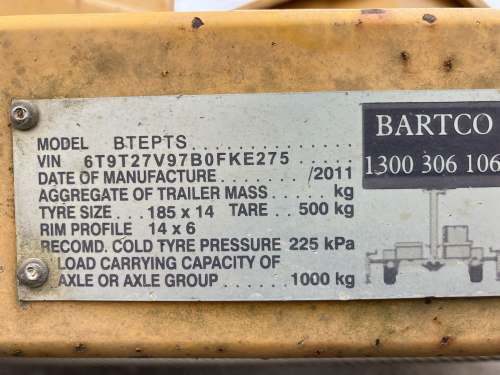 BARTCO
1300 306 106
MODEL BTEPTS...............
VIN 6T9T27V97B0FKE275
DATE OF MANUFACTURE............/2011
AGGREGATE OF TRAILER MASS.....kg
TYRE SIZE...185 x 14 TARE..500 kg
RIM PROFILE 14 x 6
RECOMD. COLD TYRE PRESSURE 225 kPa
LOAD CARRYING CAPACITY OF
AXLE OR AXLE GROUP.......1000 kg